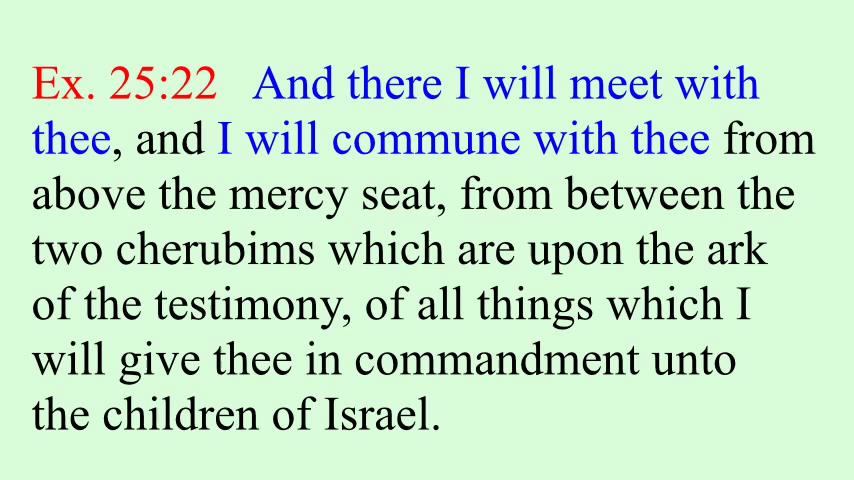 Ex. 25:22   And there I will meet with
thee, and I will commune with thee from
above the mercy seat, from between the
two cherubims which are upon the ark
of the testimony, of all things which I
will give thee in commandment unto
the children of Israel.